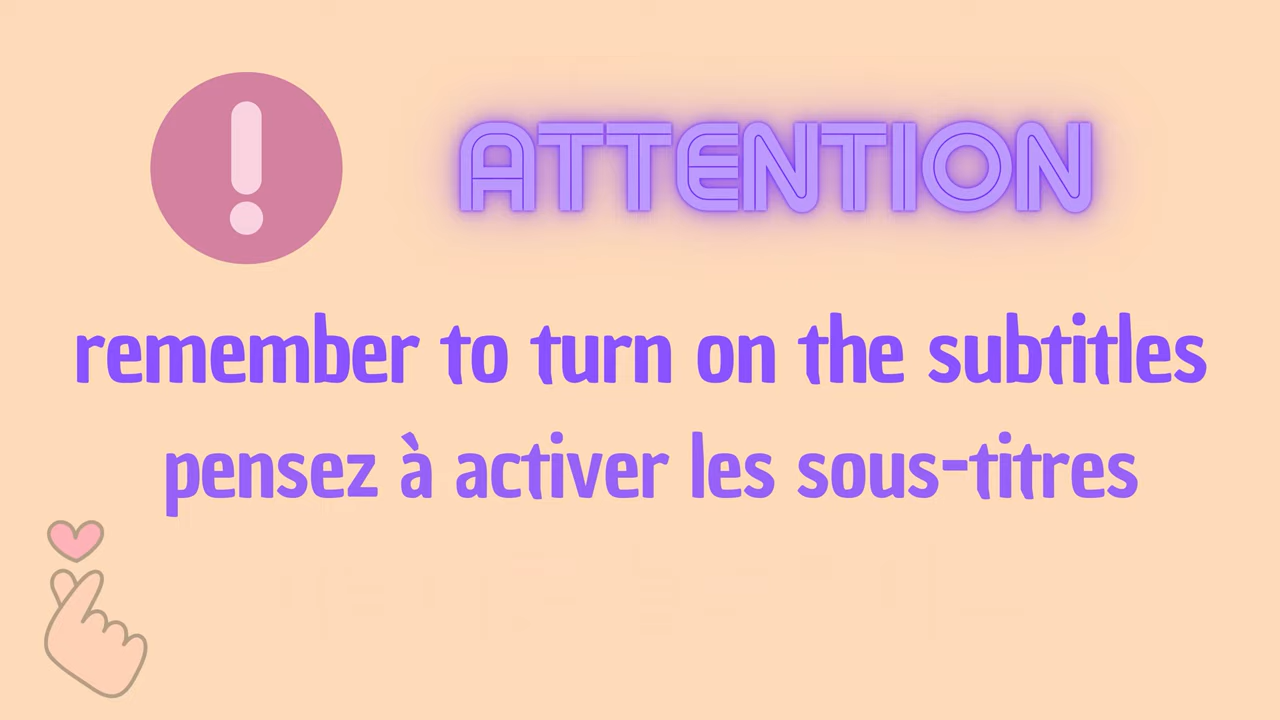 ATTENTION
remember to turn on the subtitles
pensez à activer les sous-titres